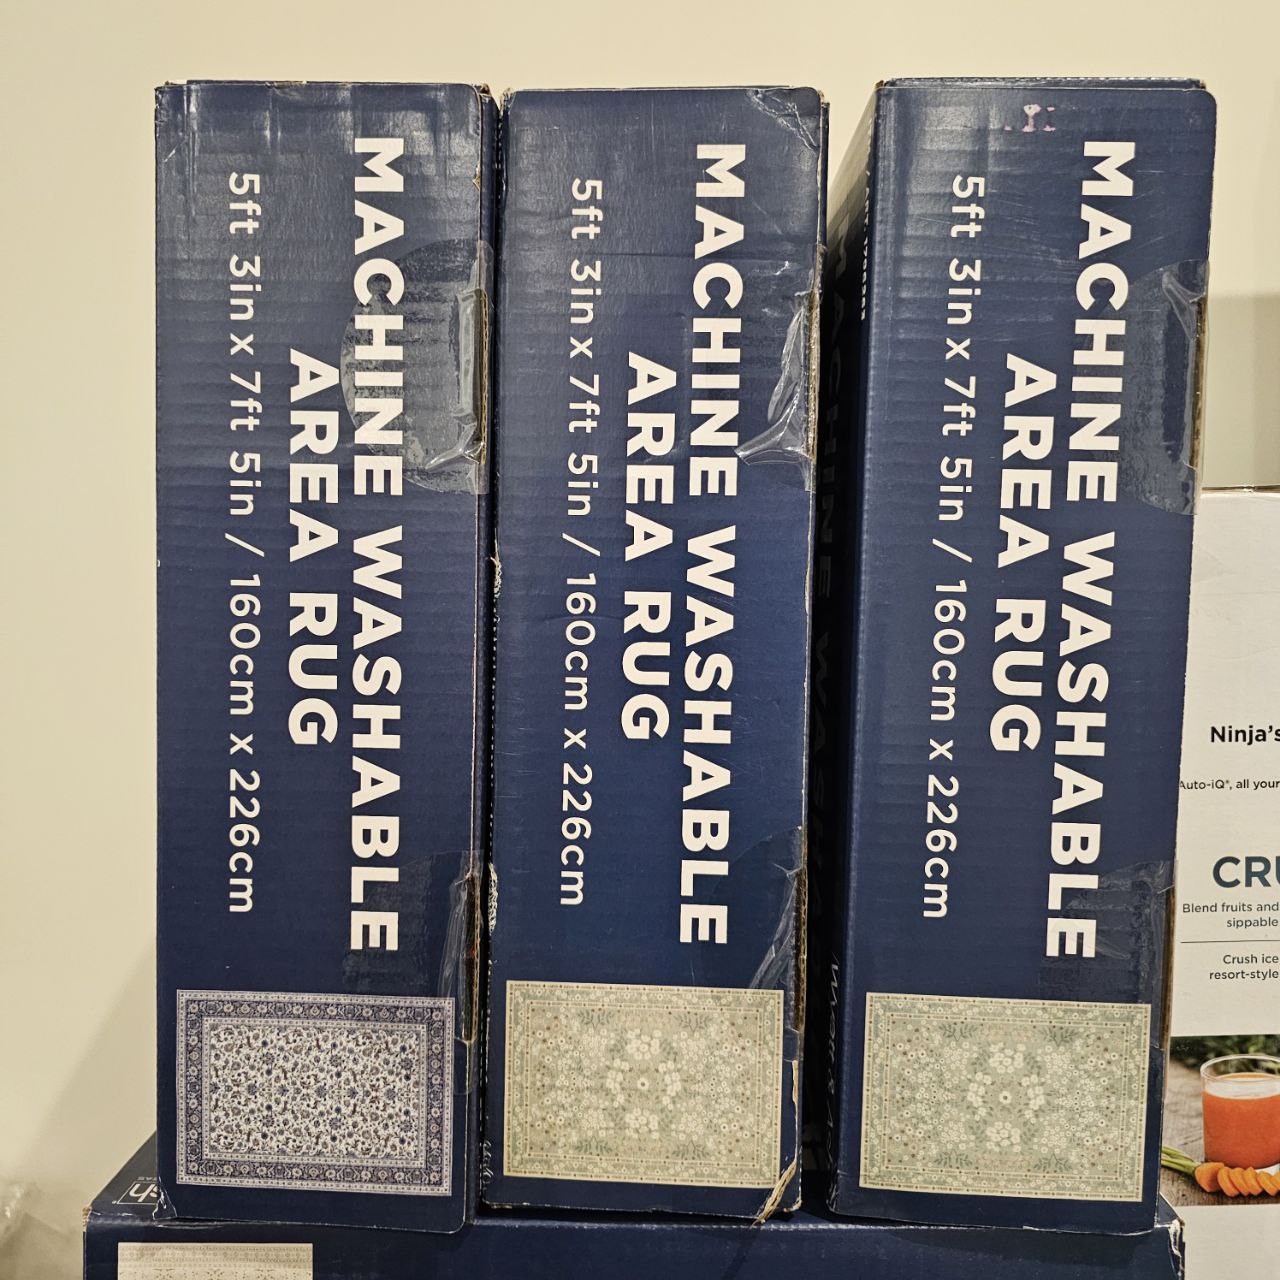 MACHINE WASHABLE
AREA RUG
5ft 3in x 7ft 5in / 160cm x 226cm
MACHINE WASHABLE
AREA RUG
5ft 3in x 7ft 5in / 160cm x 226cm
MACHINE WASHABLE
AREA RUG
5ft 3in x 7ft 5in / 160cm x 226cm
MACHINE WASHABLE
Ninja's
Auto-iQ®, all your
CRU
Blend fruits and
sippable
Crush ice
resort-style